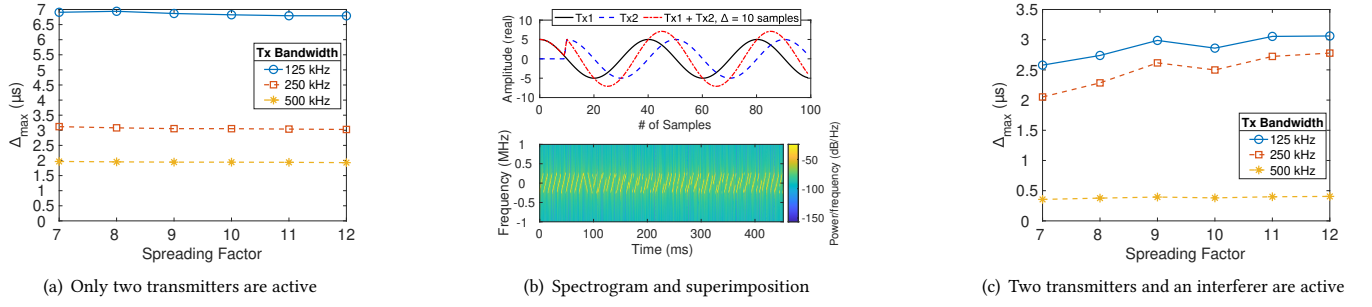 7
6.5
6
5.5
5
4.5
4
3.5
3
2.5
2
1.5
1
0.5
0
Δmax (μs)
Tx Bandwidth
125 kHz
250 kHz
500 kHz
7 8 9 10 11 12
Spreading Factor
(a) Only two transmitters are active
Tx1 Tx2 Tx1 + Tx2, Δ = 10 samples
Amplitude (real)
10
5
0
-5
-10
0 20 40 60 80 100
# of Samples
Frequency (MHz)
1
0.5
0
-0.5
-1
0 100 200 300 400
Time (ms)
-50
-100
-150
Power/frequency (dB/Hz)
(b) Spectrogram and superimposition
3.5
3
2.5
2
1.5
1
0.5
0
Δmax (μs)
Tx Bandwidth
125 kHz
250 kHz
500 kHz
7 8 9 10 11 12
Spreading Factor
(c) Two transmitters and an interferer are active